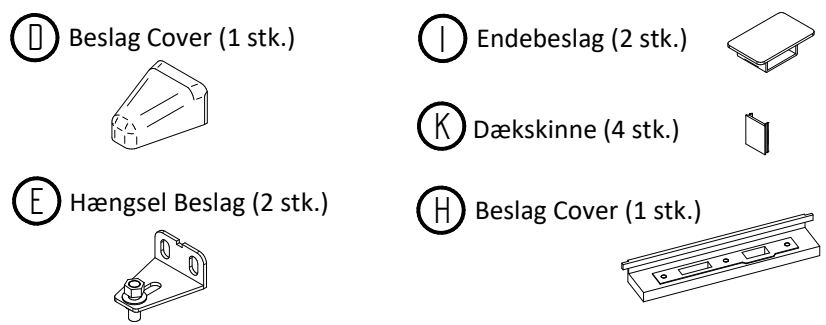 D Beslag Cover (1 stk.)
I Endebeslag (2 stk.)
K Dækskinne (4 stk.)
E Hængsel Beslag (2 stk.)
H Beslag Cover (1 stk.)